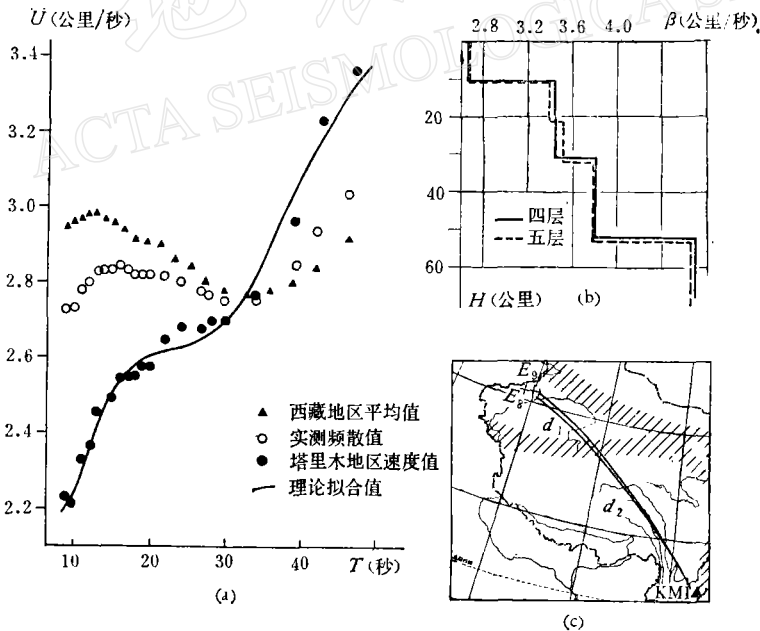 U(公里/秒)
3.4
3.2
3.0
2.8
2.6
2.4
2.2
10
20
30
40
T(秒)
▲ 西藏地区平均值
○ 实测频散值
● 塔里木地区速度值
— 理论拟合值
(a)
2.8 3.2 3.6 4.0 β(公里/秒)
20
40
60
四层
五层
H(公里) (b)
E₉
E₈
d₁
d₂
KMI
(c)
ACTA SEISMOLOGICA S